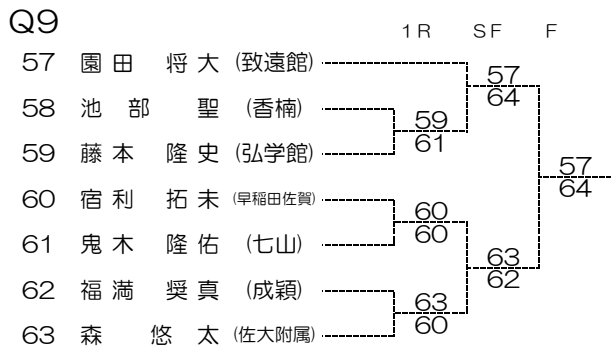 Q9
1R SF F
57 園田 将大 (致遠館)
57
64
58 池部 聖 (香楠)
59
61
59 藤本 隆史 (弘学館)
57
64
60 宿利 拓未 (早稲田佐賀)
60
60
61 鬼木 隆佑 (七山)
63
62
62 福満 奨真 (成穎)
63
60
63 森 悠太 (佐大附属)